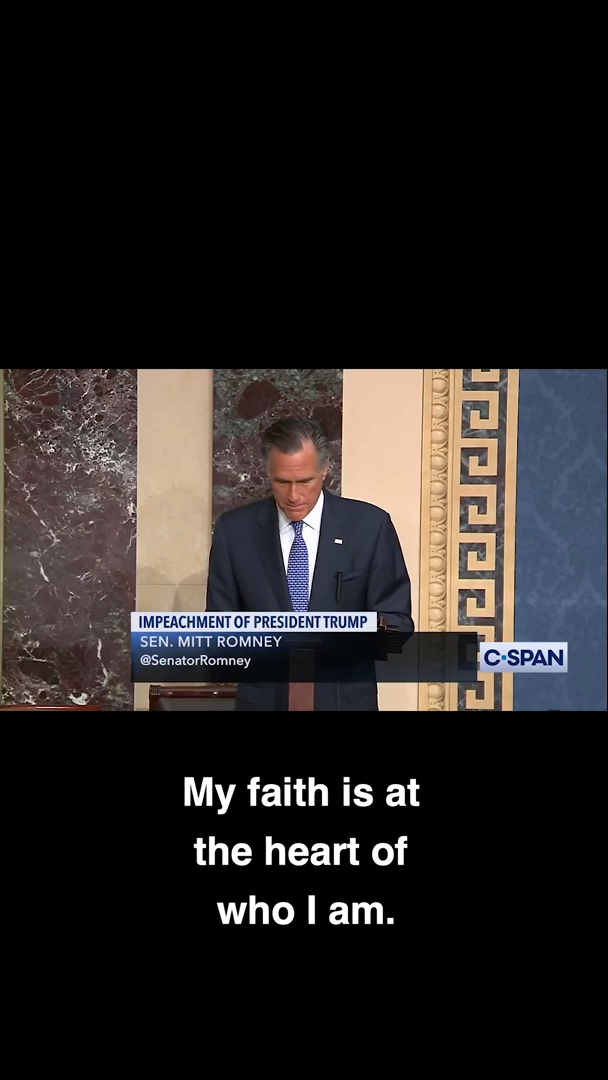 IMPEACHMENT OF PRESIDENT TRUMP
SEN. MITT ROMNEY
@SenatorRomney
C-SPAN
My faith is at
the heart of
who I am.